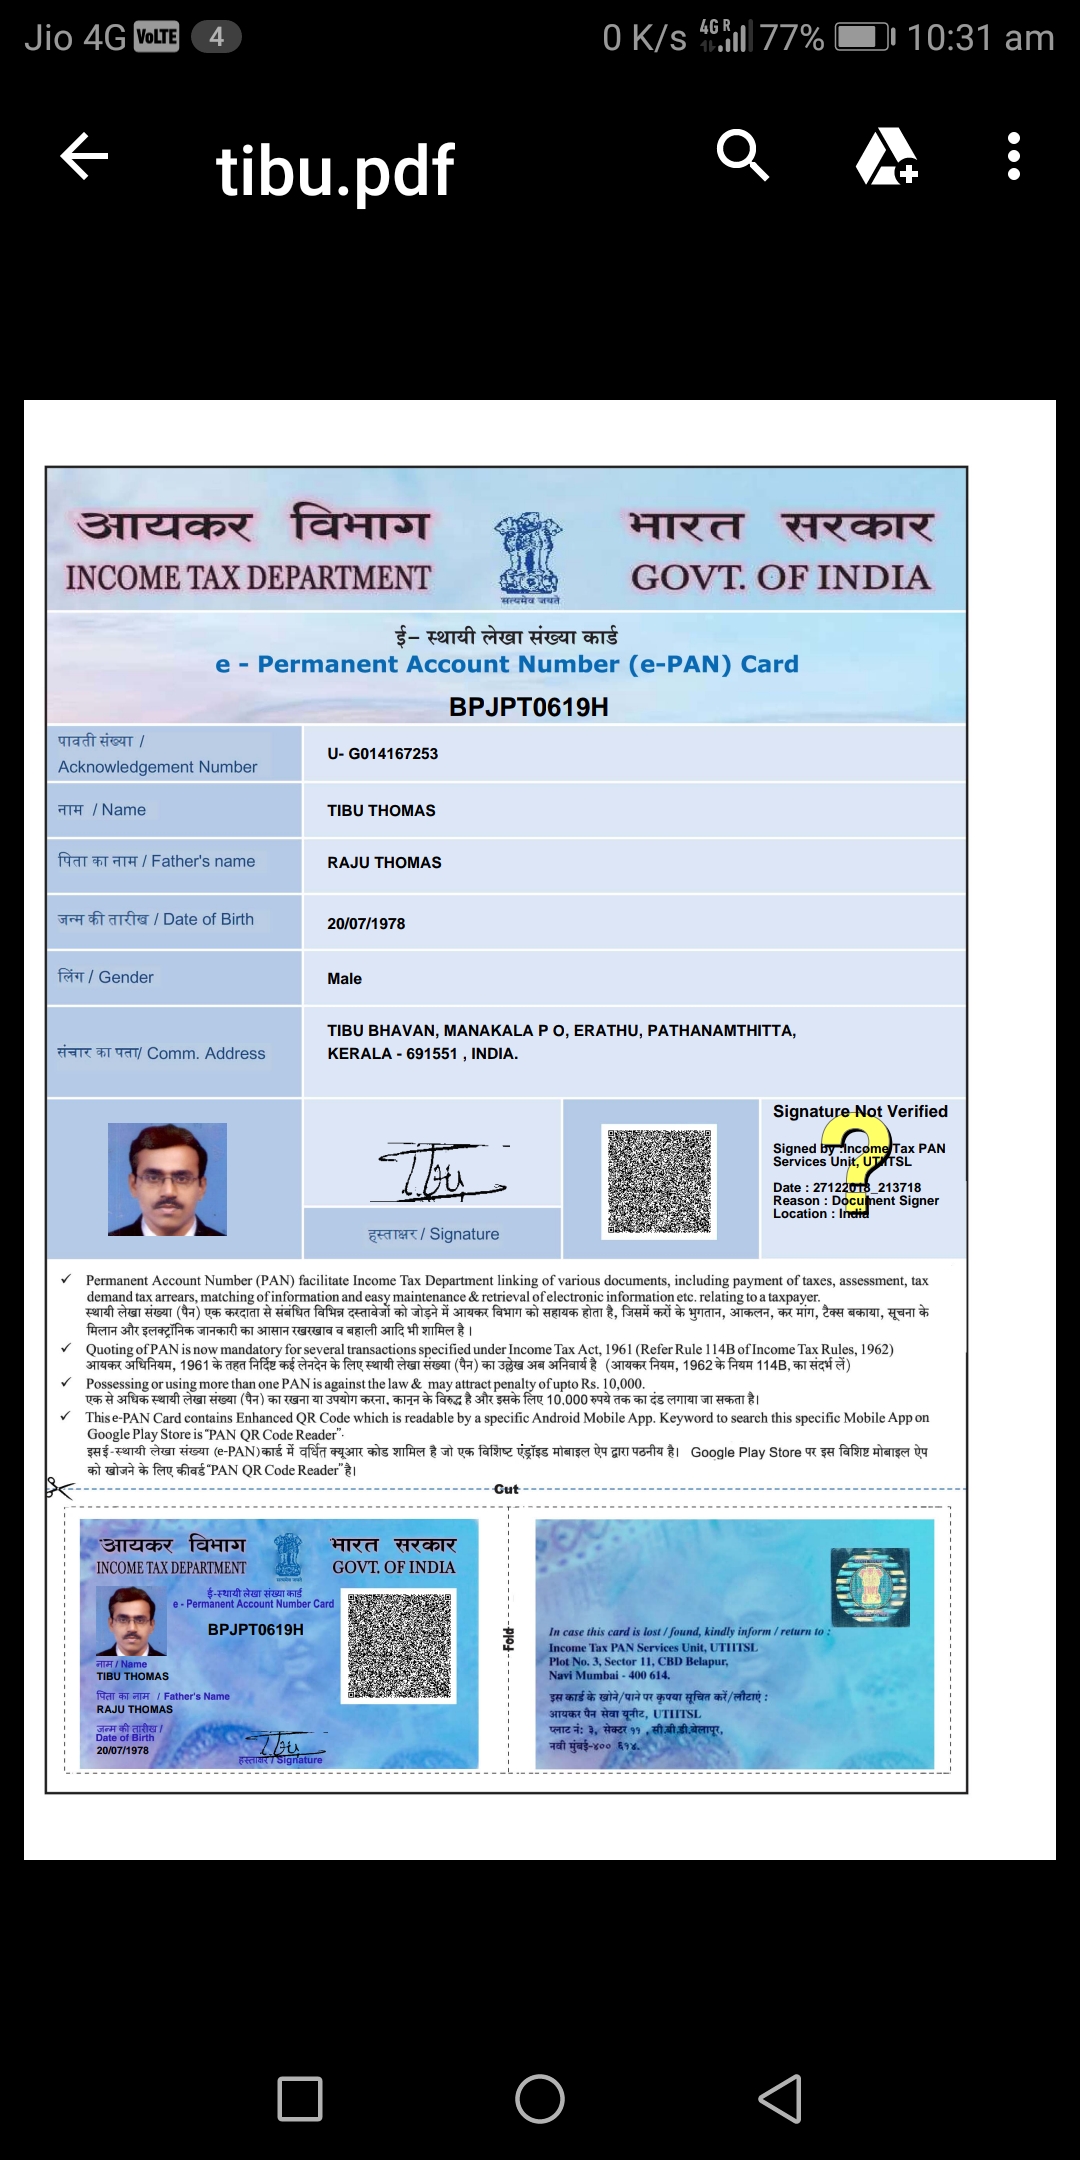 Jio 4G VoLTE 4 0 K/s 4G R 77% 10:31 am
tibu.pdf
आयकर विभाग भारत सरकार
INCOME TAX DEPARTMENT GOVT. OF INDIA
सत्यमेव जयते
ई– स्थायी लेखा संख्या कार्ड
e - Permanent Account Number (e-PAN) Card
BPJPT0619H
पावती संख्या /
Acknowledgement Number
U- G014167253
नाम / Name
TIBU THOMAS
पिता का नाम / Father's name
RAJU THOMAS
जन्म की तारीख / Date of Birth
20/07/1978
लिंग / Gender
Male
संचार का पता/ Comm. Address
TIBU BHAVAN, MANAKALA P O, ERATHU, PATHANAMTHITTA,
KERALA - 691551 , INDIA.
हस्ताक्षर / Signature
Signature Not Verified
Signed by :Income Tax PAN
Services Unit, UTIITSL
Date : 27122018_213718
Reason : Document Signer
Location : India
✓ Permanent Account Number (PAN) facilitate Income Tax Department linking of various documents, including payment of taxes, assessment, tax
demand tax arrears, matching of information and easy maintenance & retrieval of electronic information etc. relating to a taxpayer.
स्थायी लेखा संख्या (पैन) एक करदाता से संबंधित विभिन्न दस्तावेजों को जोड़ने में आयकर विभाग को सहायक होता है, जिसमें करों के भुगतान, आकलन, कर मांग, टैक्स बकाया, सूचना के
मिलान और इलक्ट्रॉनिक जानकारी का आसान रखरखाव व बहाली आदि भी शामिल है ।
✓ Quoting of PAN is now mandatory for several transactions specified under Income Tax Act, 1961 (Refer Rule 114B of Income Tax Rules, 1962)
आयकर अधिनियम, 1961 के तहत निर्दिष्ट कई लेनदेन के लिए स्थायी लेखा संख्या (पैन) का उल्लेख अब अनिवार्य है (आयकर नियम, 1962 के नियम 114B, का संदर्भ लें)
✓ Possessing or using more than one PAN is against the law & may attract penalty of upto Rs. 10,000.
एक से अधिक स्थायी लेखा संख्या (पैन) का रखना या उपयोग करना, कानून के विरुद्ध है और इसके लिए 10,000 रुपये तक का दंड लगाया जा सकता है।
✓ This e-PAN Card contains Enhanced QR Code which is readable by a specific Android Mobile App. Keyword to search this specific Mobile App on
Google Play Store is "PAN QR Code Reader".
इस ई-स्थायी लेखा संख्या (e-PAN) कार्ड में वर्धित क्यूआर कोड शामिल है जो एक विशिष्ट एंड्रॉइड मोबाइल ऐप द्वारा पठनीय है। Google Play Store पर इस विशिष्ट मोबाइल ऐप
को खोजने के लिए कीवर्ड "PAN QR Code Reader" है।
Cut
आयकर विभाग भारत सरकार
INCOME TAX DEPARTMENT GOVT. OF INDIA
ई-स्थायी लेखा संख्या कार्ड
e - Permanent Account Number Card
BPJPT0619H
नाम / Name
TIBU THOMAS
पिता का नाम / Father's Name
RAJU THOMAS
जन्म की तारीख /
Date of Birth
20/07/1978
हस्ताक्षर / Signature
Fold
In case this card is lost / found, kindly inform / return to :
Income Tax PAN Services Unit, UTIITSL
Plot No. 3, Sector 11, CBD Belapur,
Navi Mumbai - 400 614.
इस कार्ड के खोने/पाने पर कृपया सूचित करें/लौटाएं :
आयकर पैन सेवा यूनीट, UTIITSL
प्लाट नं: ३, सेक्टर ११ , सी.बी.डी.बेलापूर,
नवी मुंबई-४०० ६१४.